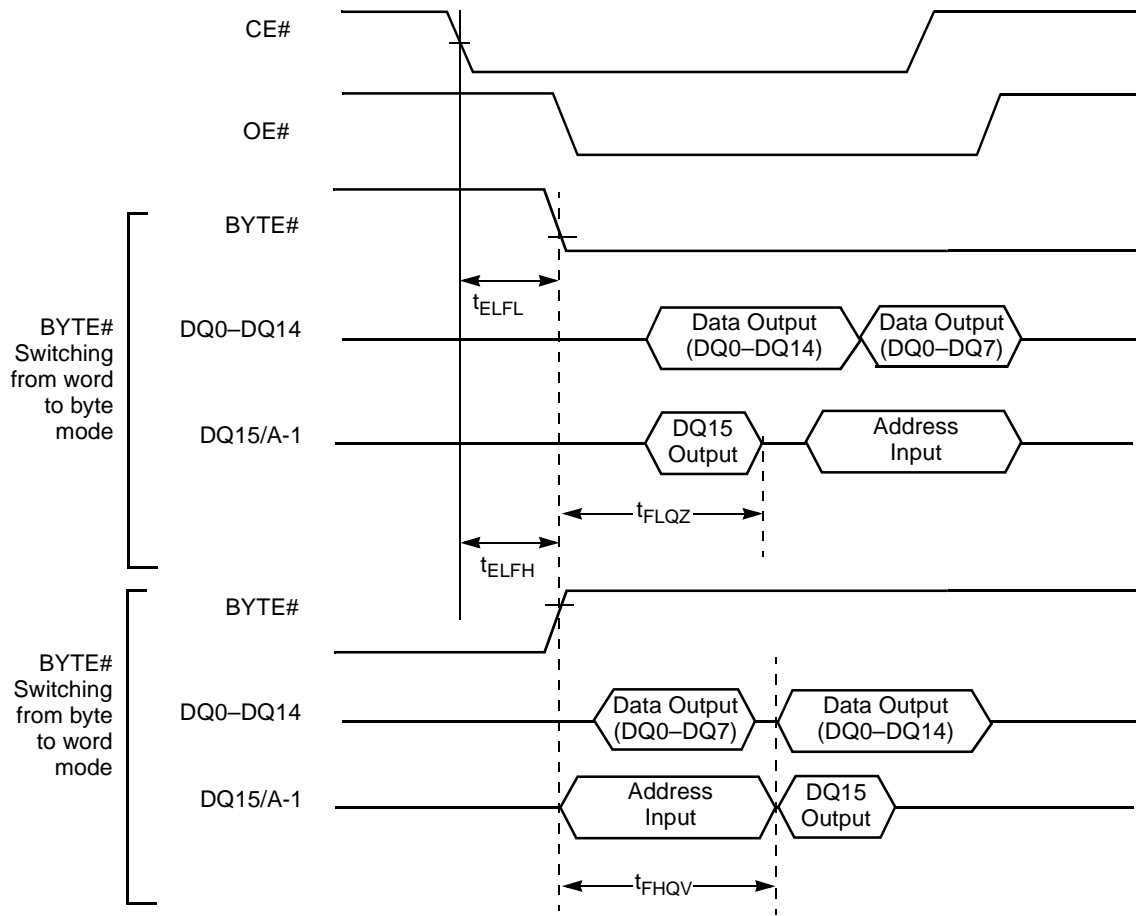 CE#
OE#
BYTE#
tELFL
BYTE#
Switching
from word
to byte
mode
DQ0–DQ14
Data Output
(DQ0–DQ14)
Data Output
(DQ0–DQ7)
DQ15/A-1
DQ15
Output
Address
Input
tFLQZ
tELFH
BYTE#
BYTE#
Switching
from byte
to word
mode
DQ0–DQ14
Data Output
(DQ0–DQ7)
Data Output
(DQ0–DQ14)
DQ15/A-1
Address
Input
DQ15
Output
tFHQV